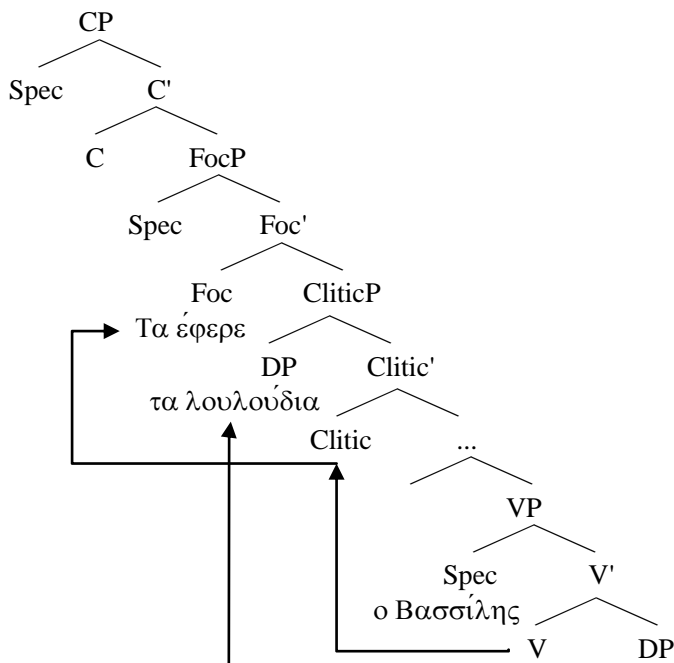 CP
Spec C'
C FocP
Spec Foc'
Foc CliticP
Τα έφερε
DP Clitic'
τα λουλούδια
Clitic ...
VP
Spec V'
ο Βασσίλης
V DP